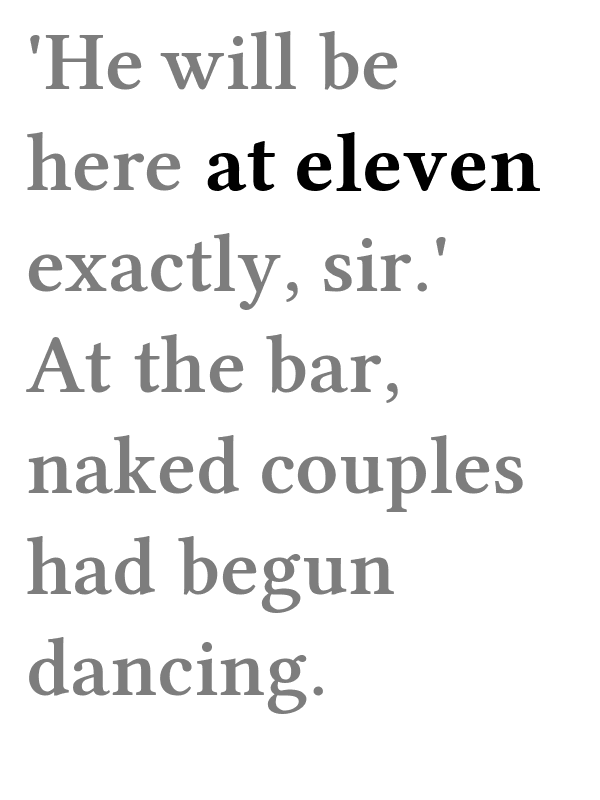 'He will be
here at eleven
exactly, sir.'
At the bar,
naked couples
had begun
dancing.